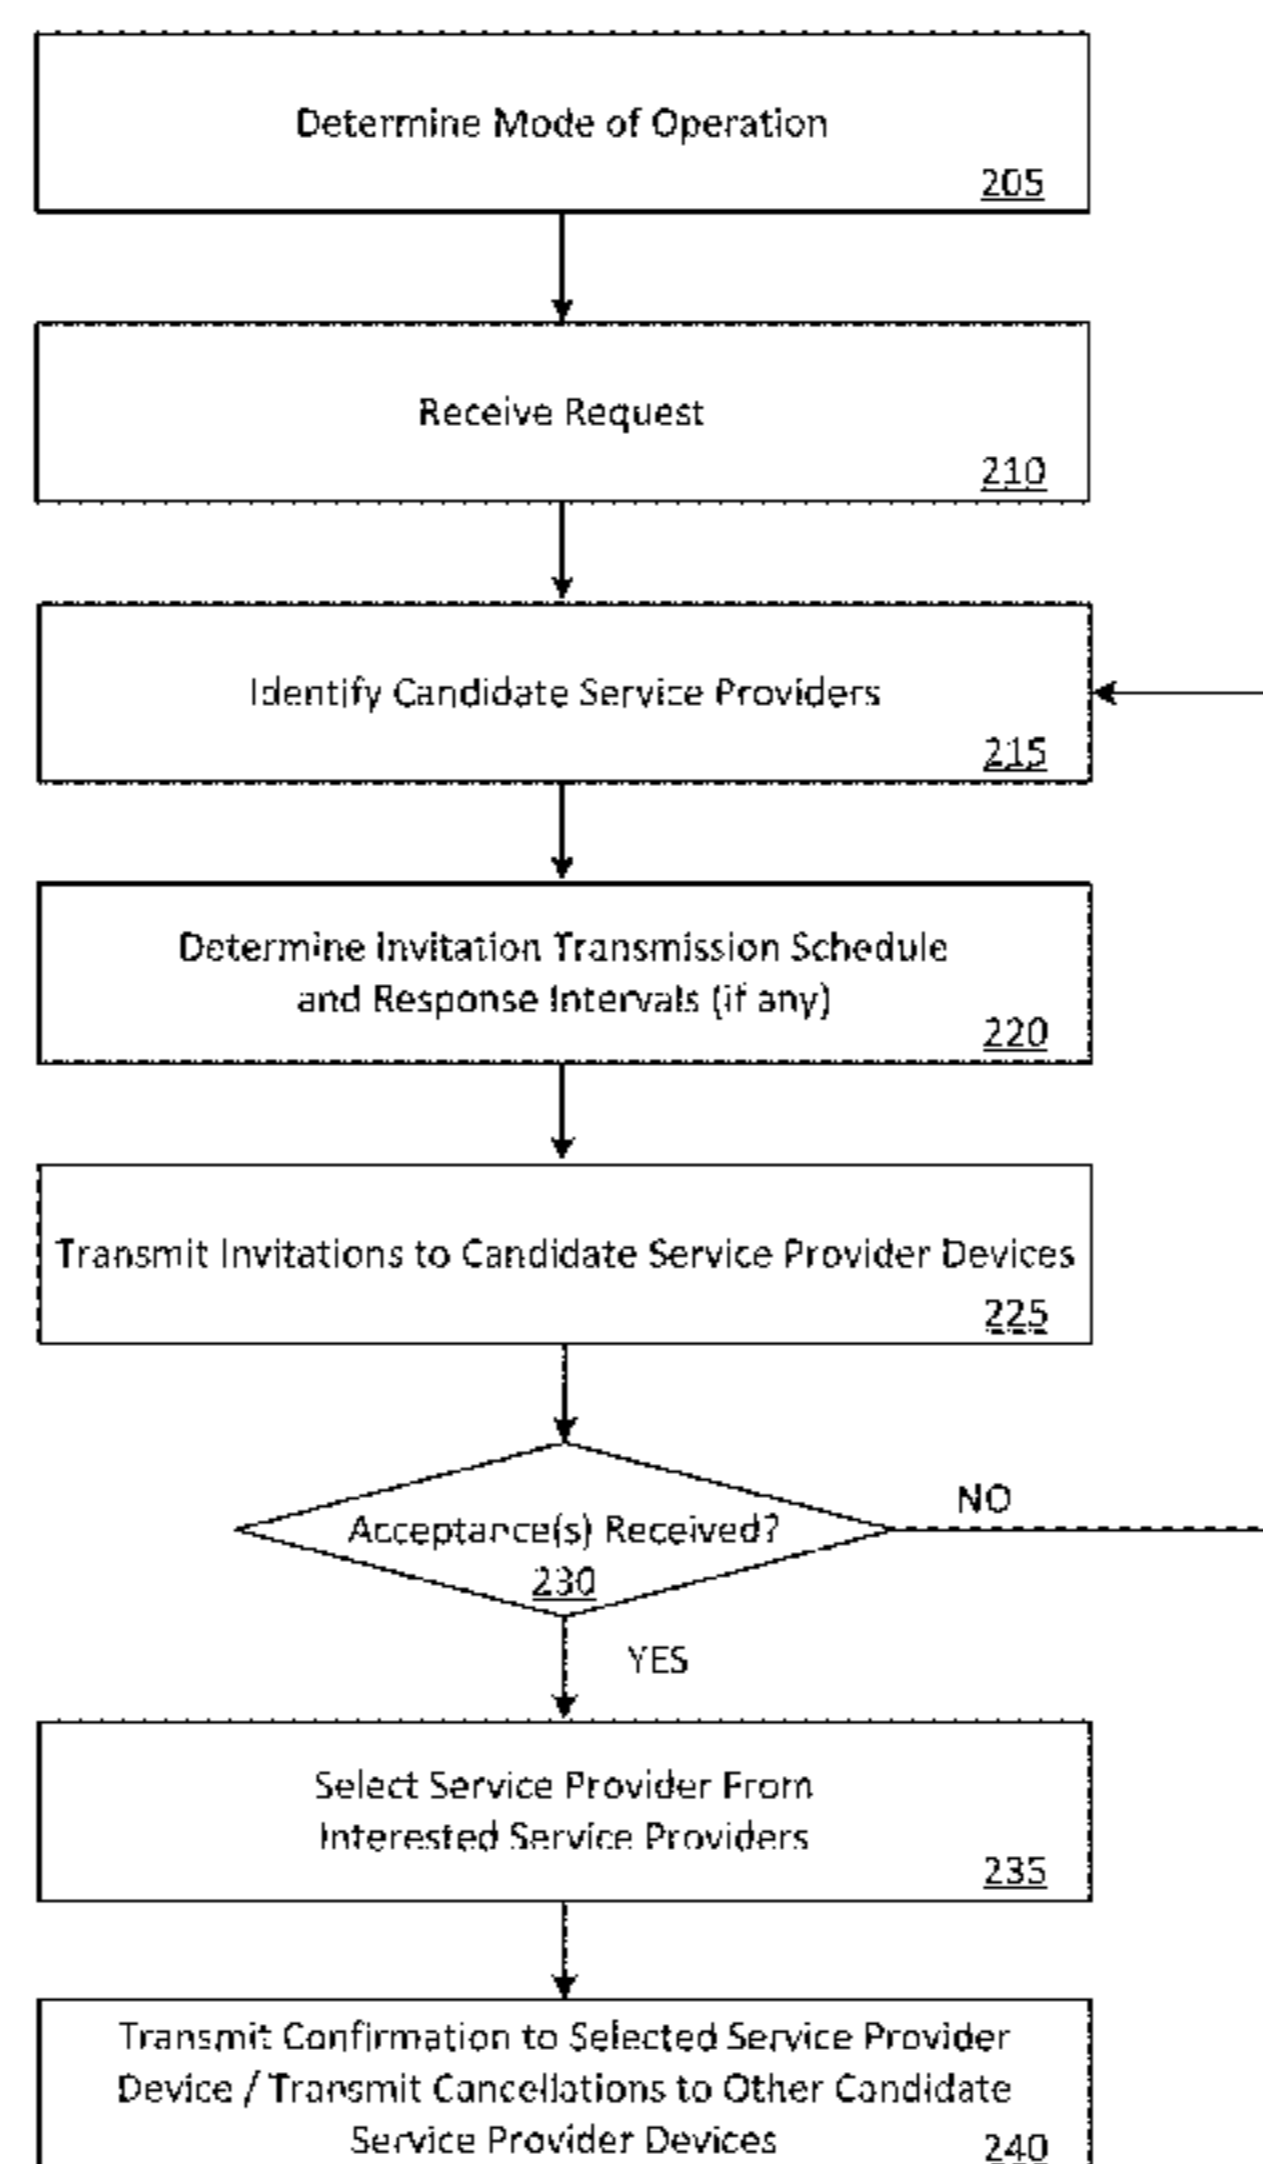 Determine Mode of Operation
205
Receive Request
210
Identify Candidate Service Providers
215
Determine Invitation Transmission Schedule
and Response Intervals (if any)
220
Transmit Invitations to Candidate Service Provider Devices
225
Acceptance(s) Received?
230
NO
YES
Select Service Provider From
Interested Service Providers
235
Transmit Confirmation to Selected Service Provider
Device / Transmit Cancellations to Other Candidate
Service Provider Devices
240